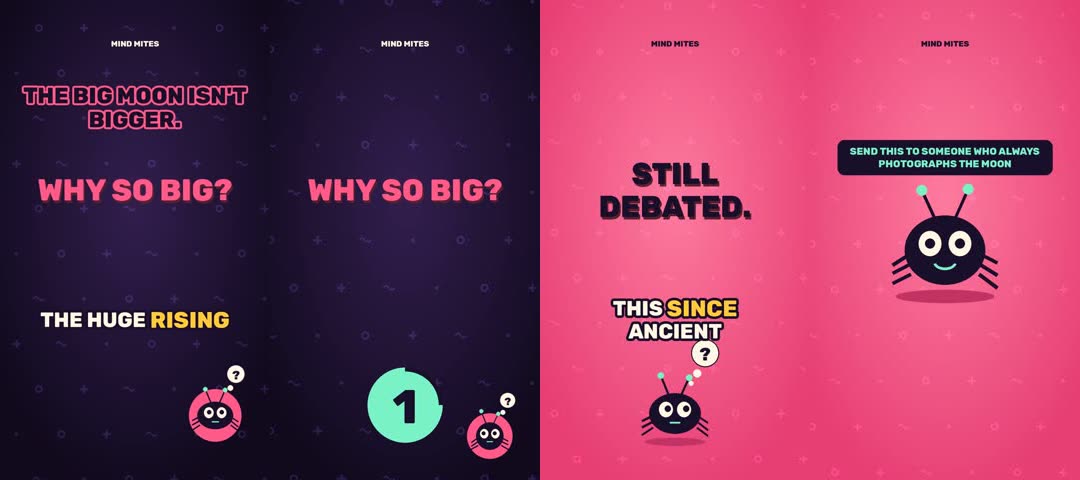 MIND MITES
THE BIG MOON ISN'T
BIGGER.
WHY SO BIG?
THE HUGE RISING
?
MIND MITES
WHY SO BIG?
1
?
MIND MITES
STILL
DEBATED.
THIS SINCE
ANCIENT
?
MIND MITES
SEND THIS TO SOMEONE WHO ALWAYS
PHOTOGRAPHS THE MOON